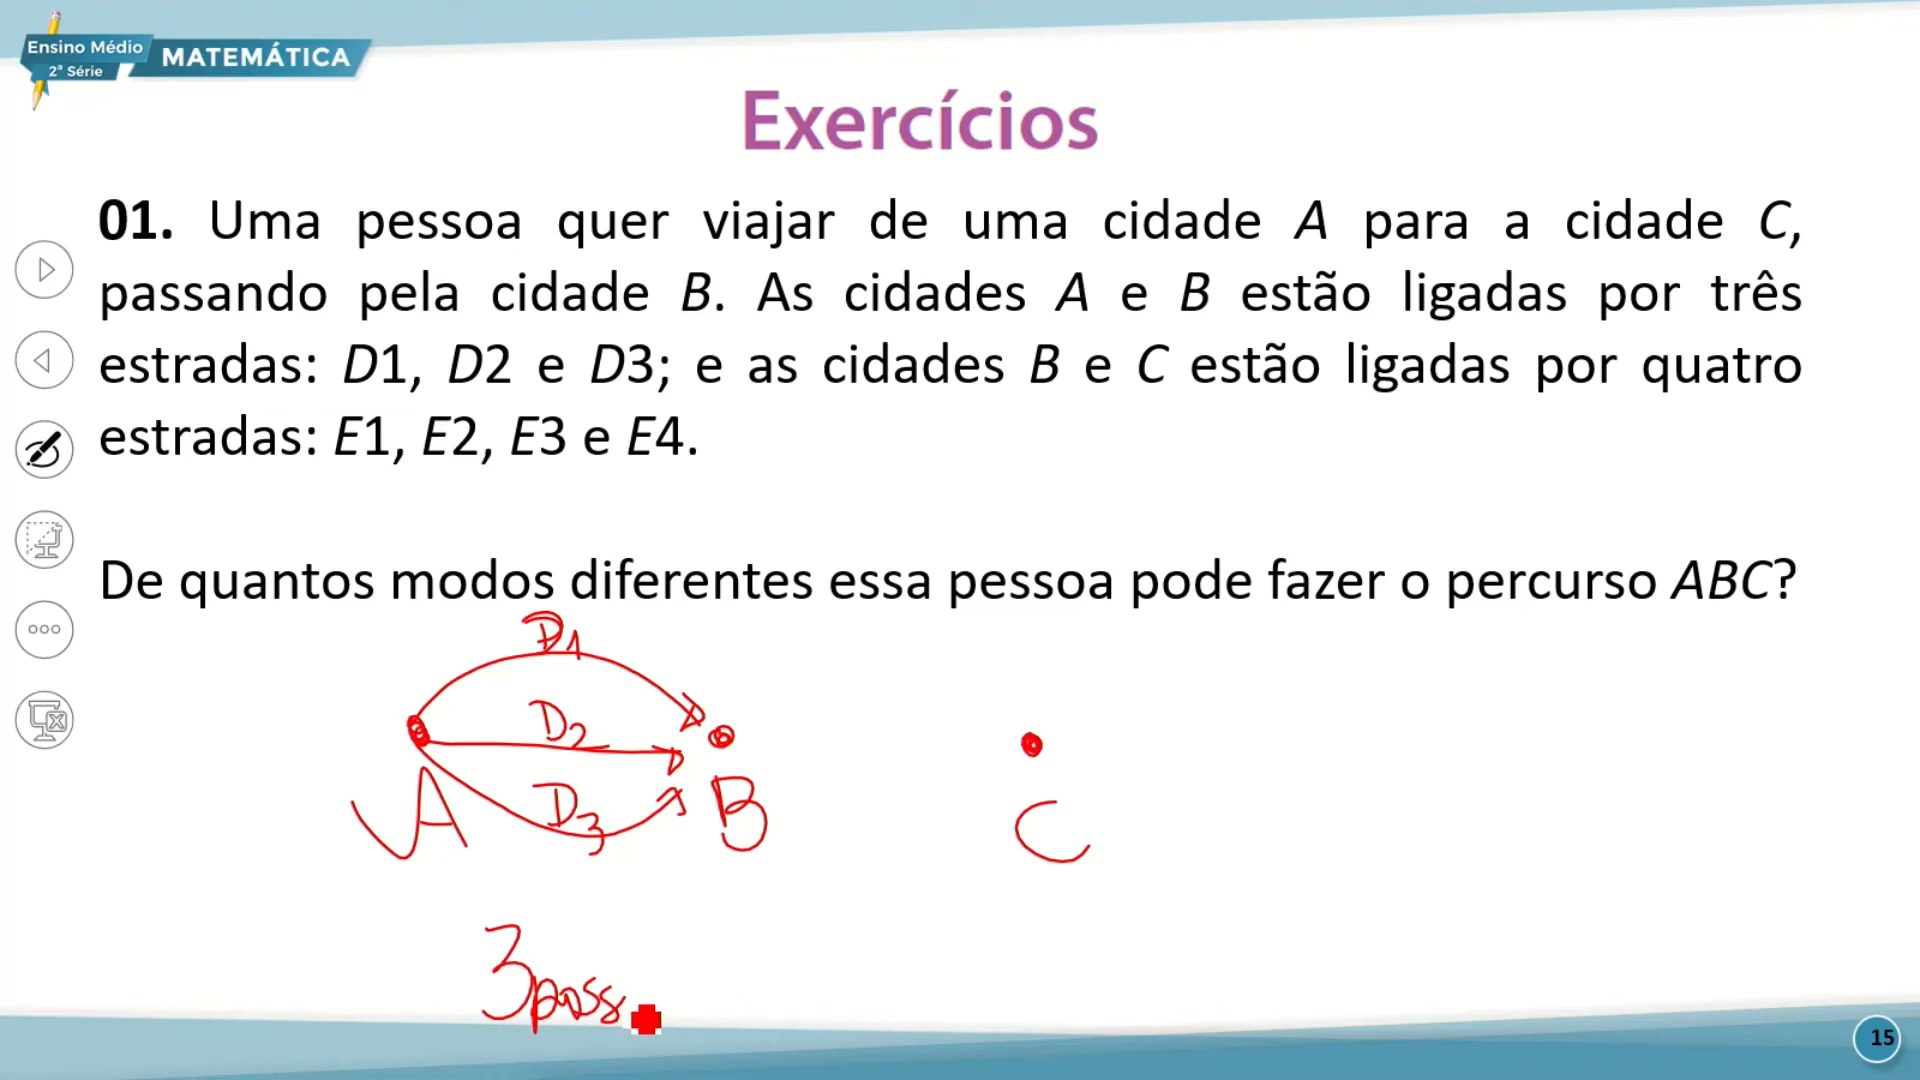 Ensino Médio
2ª Série
MATEMÁTICA
Exercícios
01. Uma pessoa quer viajar de uma cidade A para a cidade C,
passando pela cidade B. As cidades A e B estão ligadas por três
estradas: D1, D2 e D3; e as cidades B e C estão ligadas por quatro
estradas: E1, E2, E3 e E4.
De quantos modos diferentes essa pessoa pode fazer o percurso ABC?
D1
D2
D3
A
B
C
3 poss
15